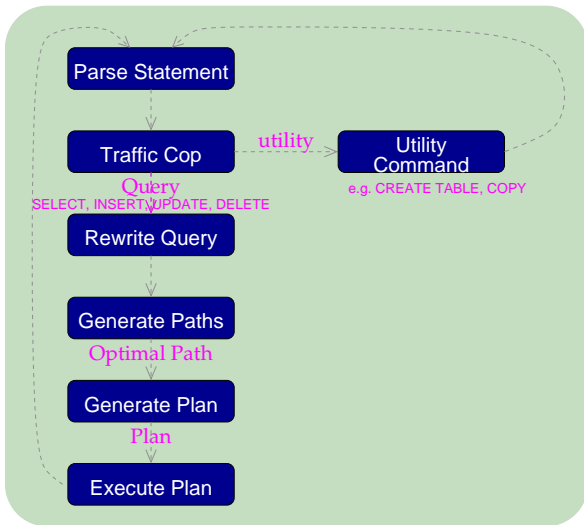 Parse Statement
utility
Traffic Cop
Utility
Command
Query
e.g. CREATE TABLE, COPY
SELECT, INSERT, UPDATE, DELETE
Rewrite Query
Generate Paths
Optimal Path
Generate Plan
Plan
Execute Plan